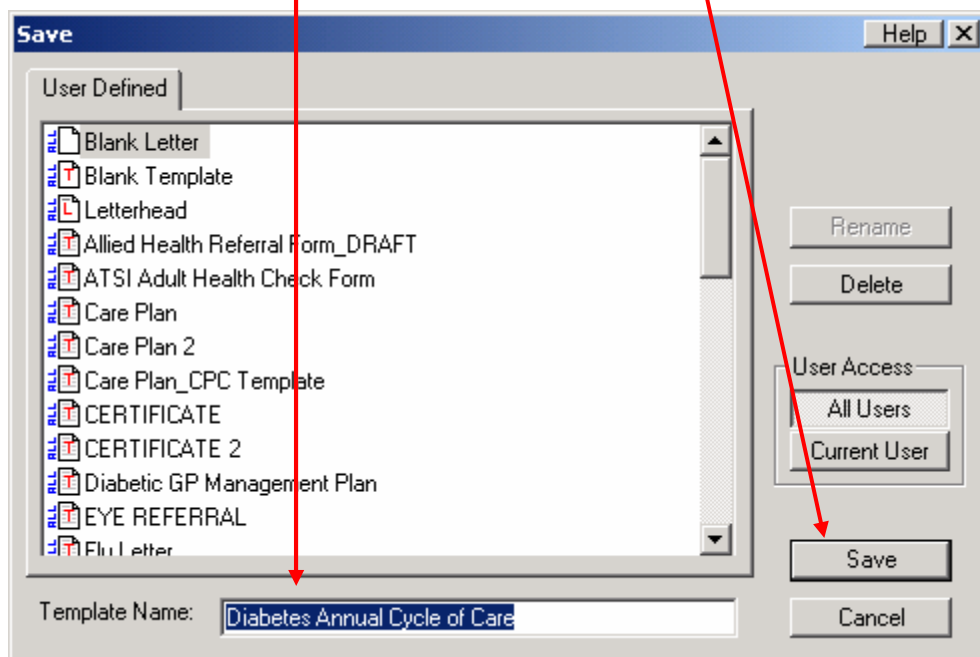 Save
Help
User Defined
Blank Letter
Blank Template
Letterhead
Allied Health Referral Form_DRAFT
ATSI Adult Health Check Form
Care Plan
Care Plan 2
Care Plan_CPC Template
CERTIFICATE
CERTIFICATE 2
Diabetic GP Management Plan
EYE REFERRAL
Flu Letter
Rename
Delete
User Access
All Users
Current User
Save
Template Name: Diabetes Annual Cycle of Care
Cancel